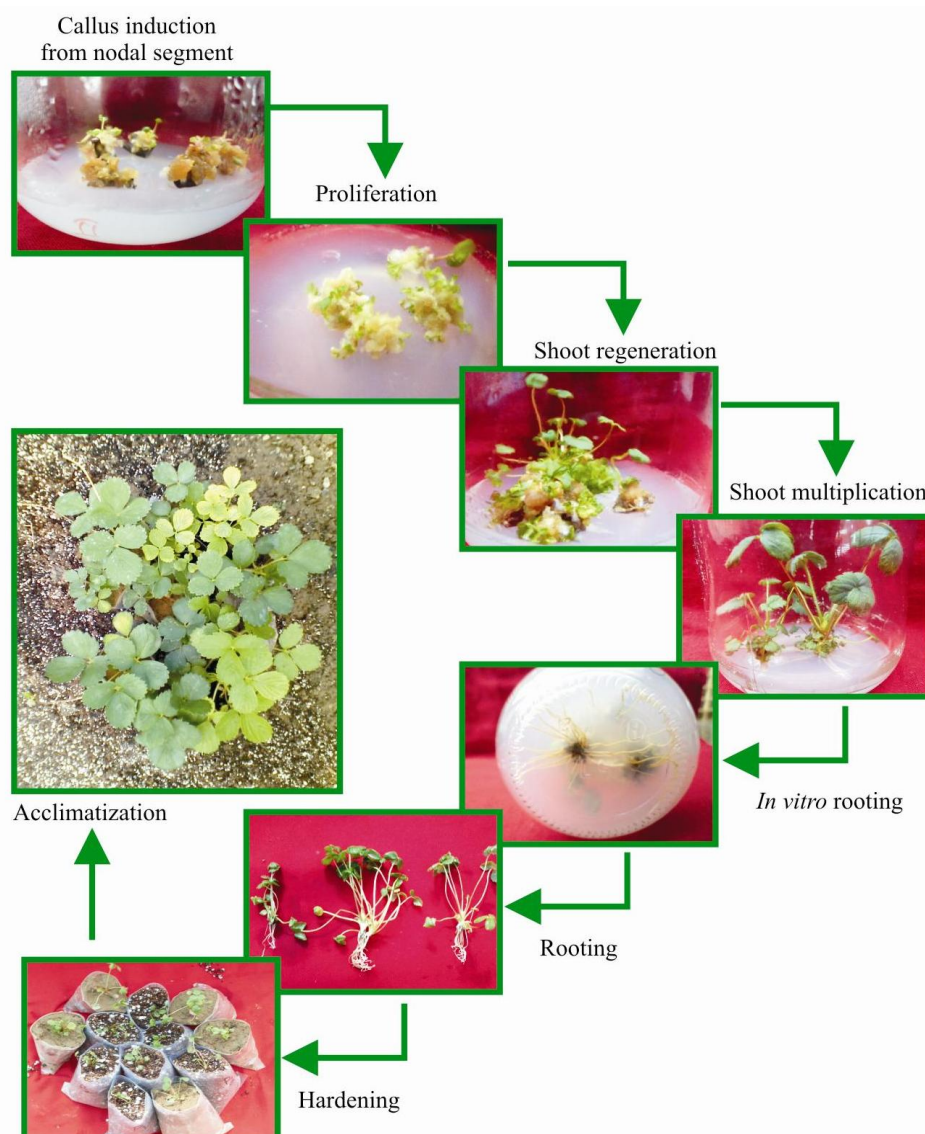 Callus induction
from nodal segment
Proliferation
Shoot regeneration
Shoot multiplication
In vitro rooting
Rooting
Hardening
Acclimatization